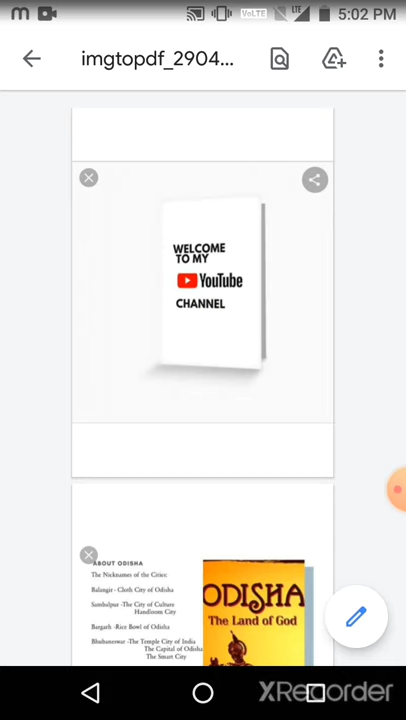 VoLTE LTE 5:02 PM
imgtopdf_2904...
WELCOME
TO MY
YouTube
CHANNEL
ABOUT ODISHA
The Nicknames of the Cities:
Balangir - Cloth City of Odisha
Sambalpur -The City of Culture
Handloom City
Bargarh -Rice Bowl of Odisha
Bhubaneswar -The Temple City of India
The Capital of Odisha
The Smart City
ODISHA
The Land of God
XRecorder